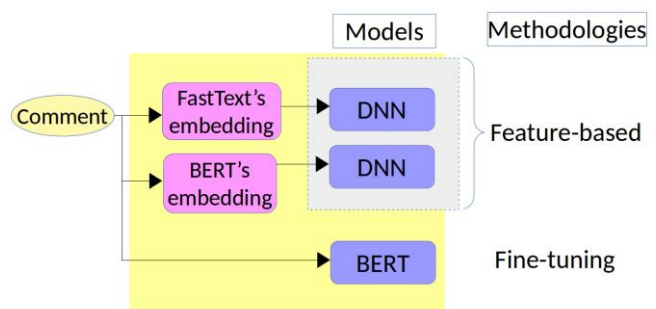 Models
Methodologies
Comment
FastText's
embedding
DNN
BERT's
embedding
DNN
Feature-based
BERT
Fine-tuning